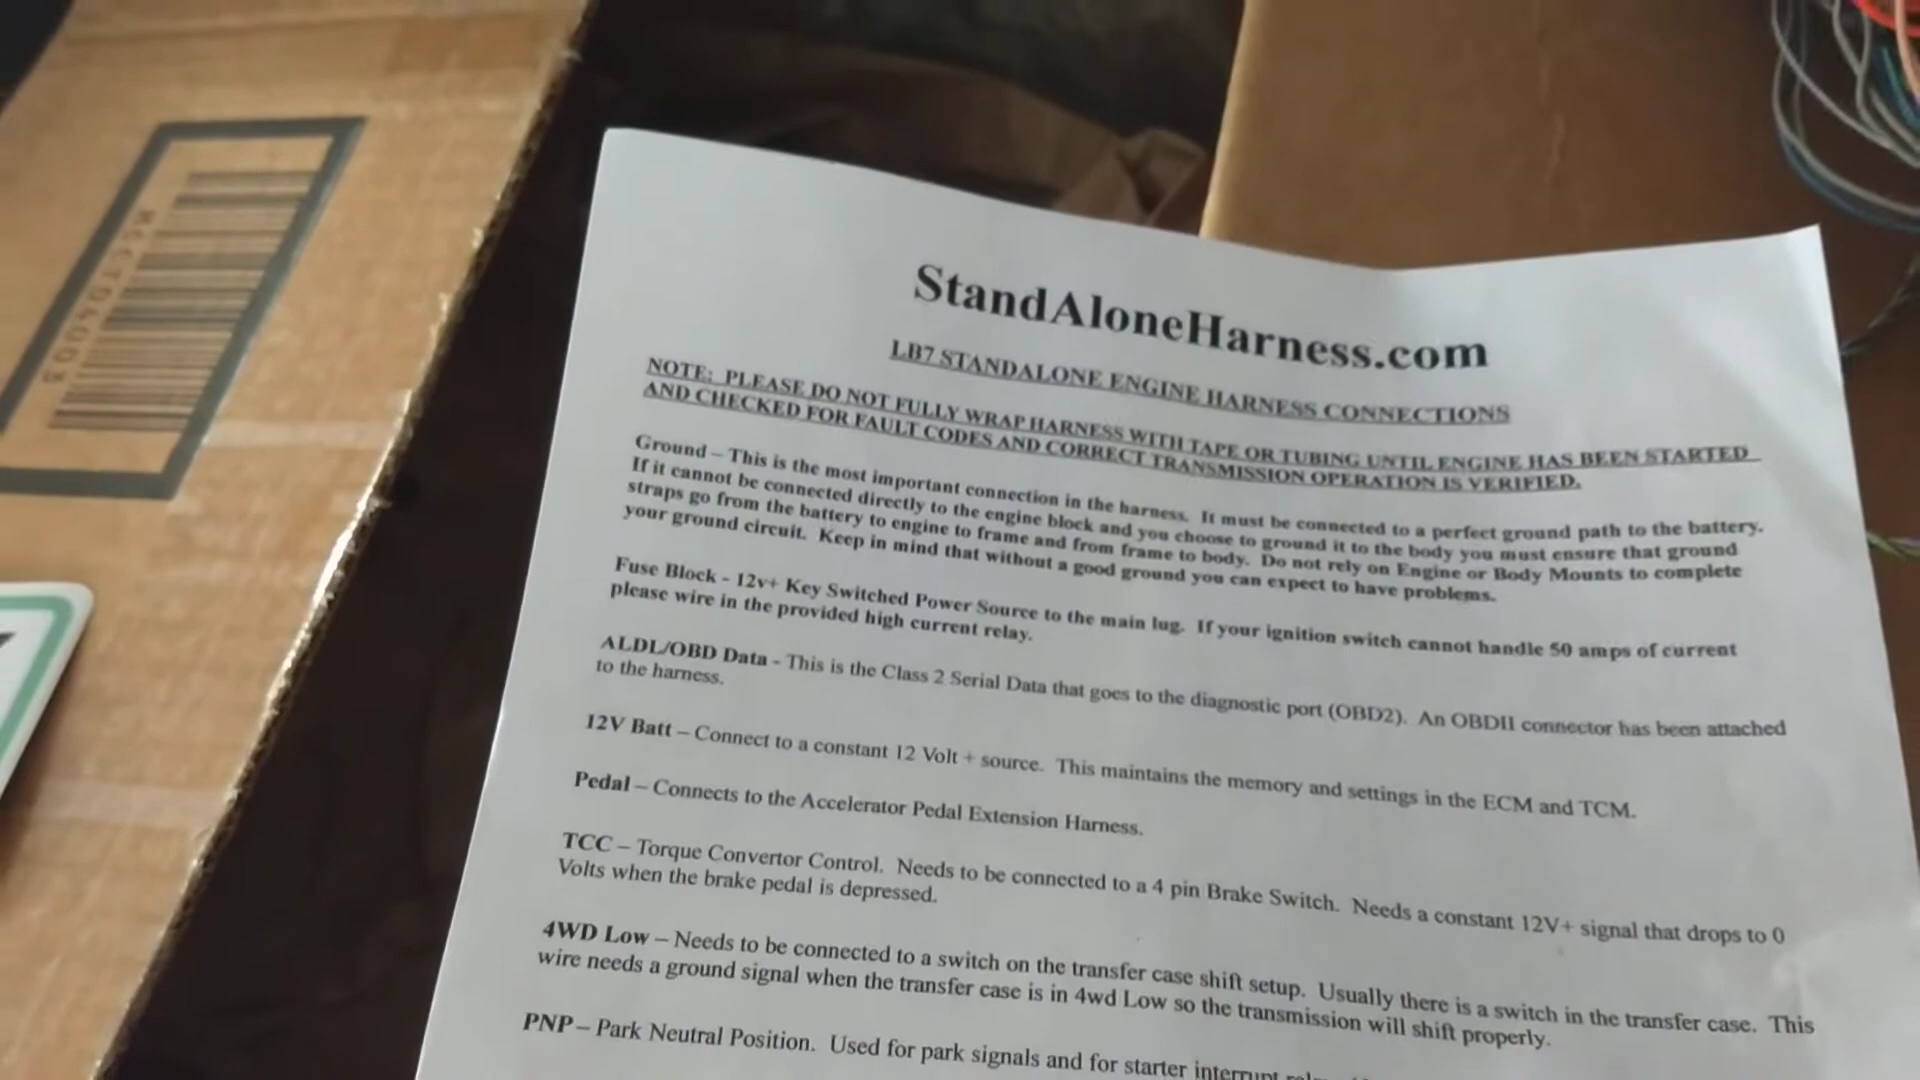 StandAloneHarness.com
LB7 STANDALONE ENGINE HARNESS CONNECTIONS
NOTE: PLEASE DO NOT FULLY WRAP HARNESS WITH TAPE OR TUBING UNTIL ENGINE HAS BEEN STARTED
AND CHECKED FOR FAULT CODES AND CORRECT TRANSMISSION OPERATION IS VERIFIED.
Ground – This is the most important connection in the harness. It must be connected to a perfect ground path to the battery.
If it cannot be connected directly to the engine block and you choose to ground it to the body you must ensure that ground
straps go from the battery to engine to frame and from frame to body. Do not rely on Engine or Body Mounts to complete
your ground circuit. Keep in mind that without a good ground you can expect to have problems.
Fuse Block - 12v+ Key Switched Power Source to the main lug. If your ignition switch cannot handle 50 amps of current
please wire in the provided high current relay.
ALDL/OBD Data - This is the Class 2 Serial Data that goes to the diagnostic port (OBD2). An OBDII connector has been attached
to the harness.
12V Batt – Connect to a constant 12 Volt + source. This maintains the memory and settings in the ECM and TCM.
Pedal – Connects to the Accelerator Pedal Extension Harness.
TCC – Torque Convertor Control. Needs to be connected to a 4 pin Brake Switch. Needs a constant 12V+ signal that drops to 0
Volts when the brake pedal is depressed.
4WD Low – Needs to be connected to a switch on the transfer case shift setup. Usually there is a switch in the transfer case. This
wire needs a ground signal when the transfer case is in 4wd Low so the transmission will shift properly.
PNP – Park Neutral Position. Used for park signals and for starter interrupt